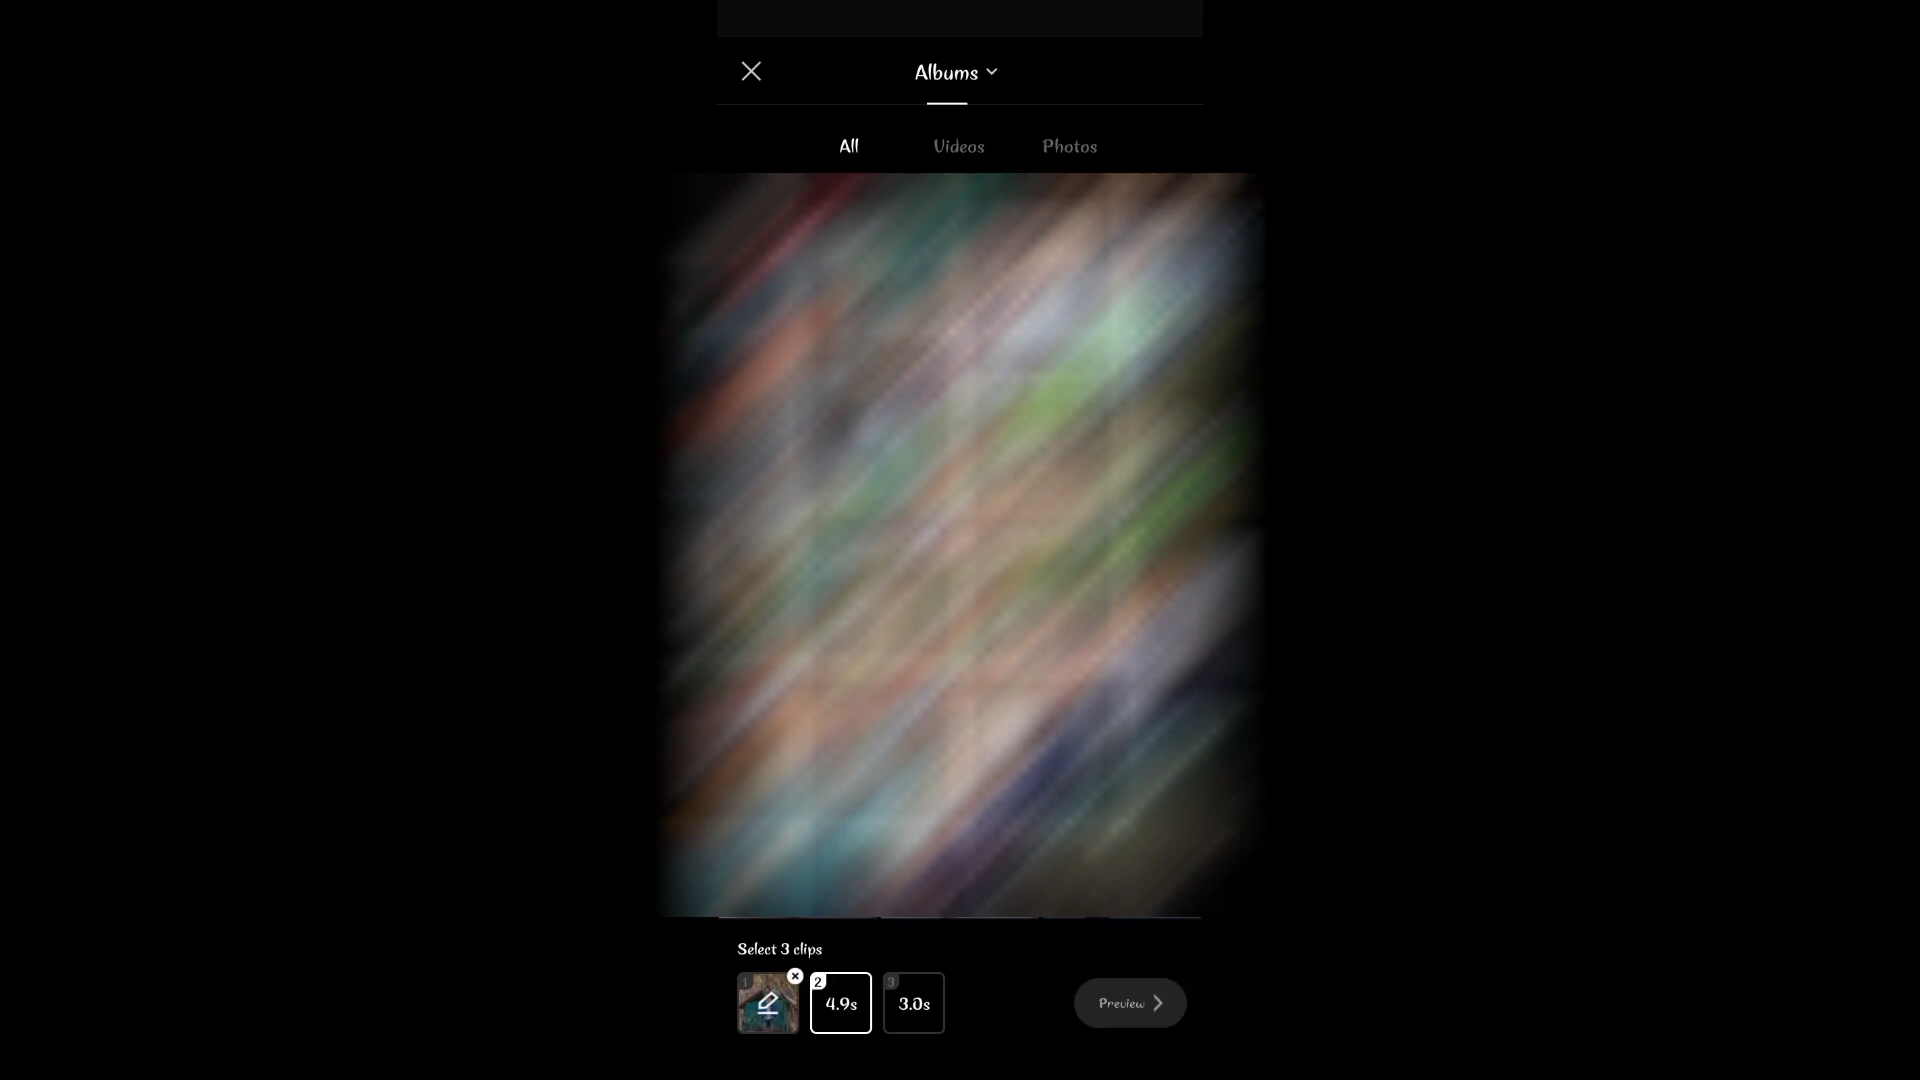 Albums
All Videos Photos
Select 3 clips
1 2 4.9s 3 3.0s
Preview